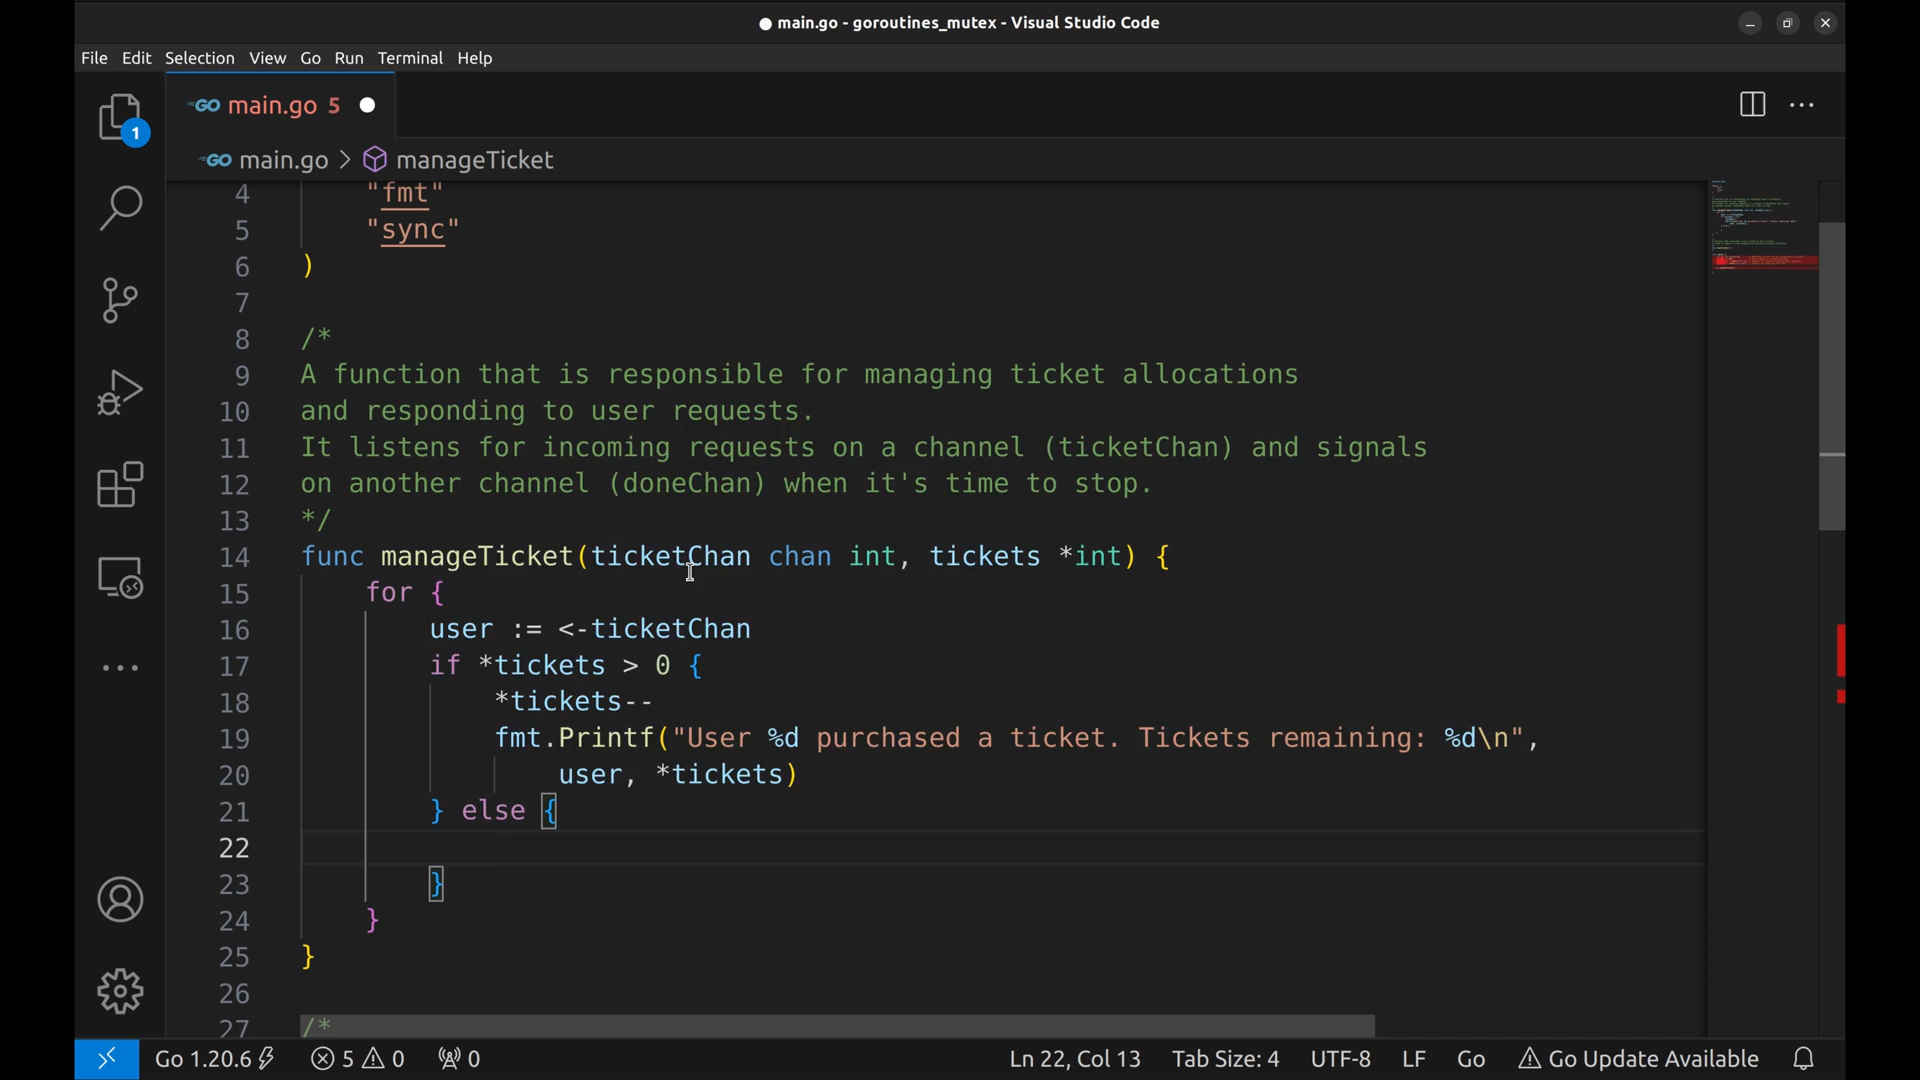 main.go - goroutines_mutex - Visual Studio Code
File Edit Selection View Go Run Terminal Help
GO main.go 5
GO main.go > manageTicket
1
4 "fmt"
5 "sync"
6 )
7
8 /*
9 A function that is responsible for managing ticket allocations
10 and responding to user requests.
11 It listens for incoming requests on a channel (ticketChan) and signals
12 on another channel (doneChan) when it's time to stop.
13 */
14 func manageTicket(ticketChan chan int, tickets *int) {
15 for {
16 user := <-ticketChan
17 if *tickets > 0 {
18 *tickets--
19 fmt.Printf("User %d purchased a ticket. Tickets remaining: %d\n",
20 user, *tickets)
21 } else {
22
23 }
24 }
25 }
26
27 /*
Go 1.20.6 5 0 0 Ln 22, Col 13 Tab Size: 4 UTF-8 LF Go Go Update Available